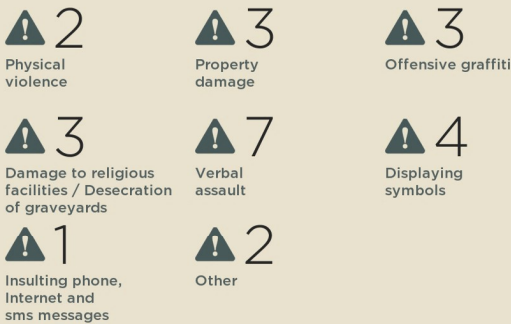 2
Physical
violence
3
Property
damage
3
Offensive graffiti
3
Damage to religious
facilities / Desecration
of graveyards
7
Verbal
assault
4
Displaying
symbols
1
Insulting phone,
Internet and
sms messages
2
Other